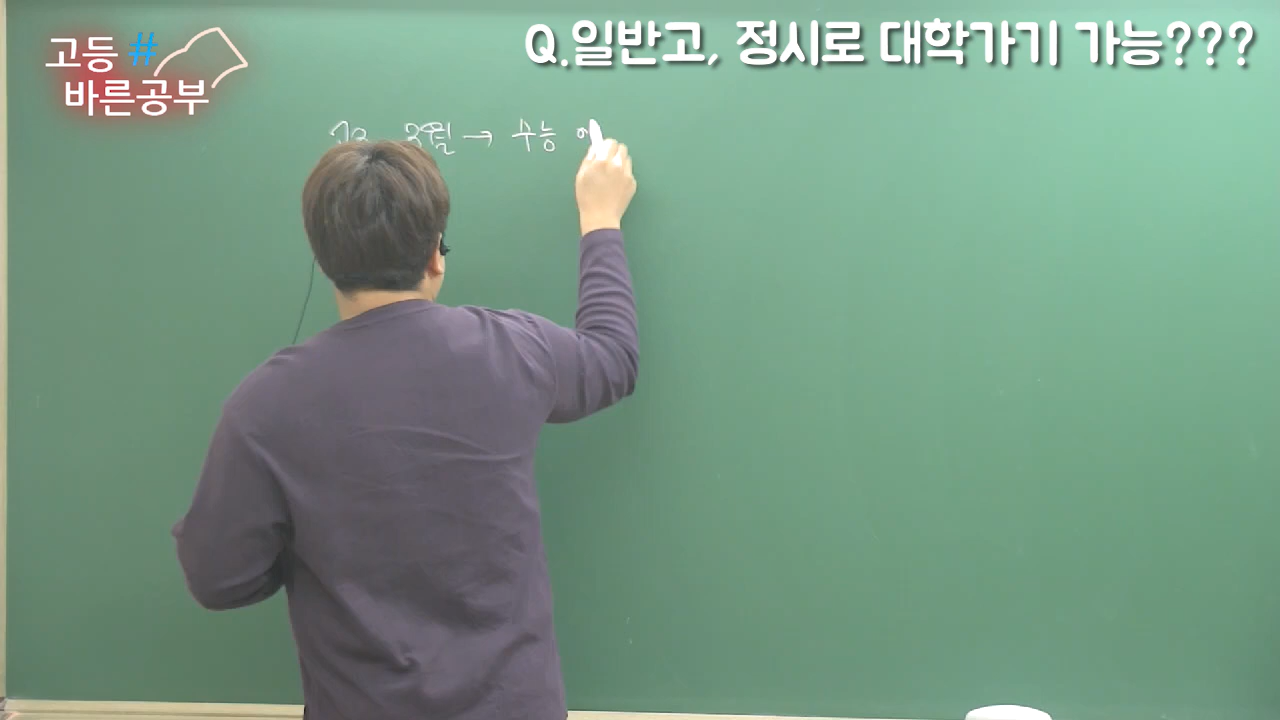 고등 #
바른공부
Q.일반고, 정시로 대학가기 가능???
3월 → 수능